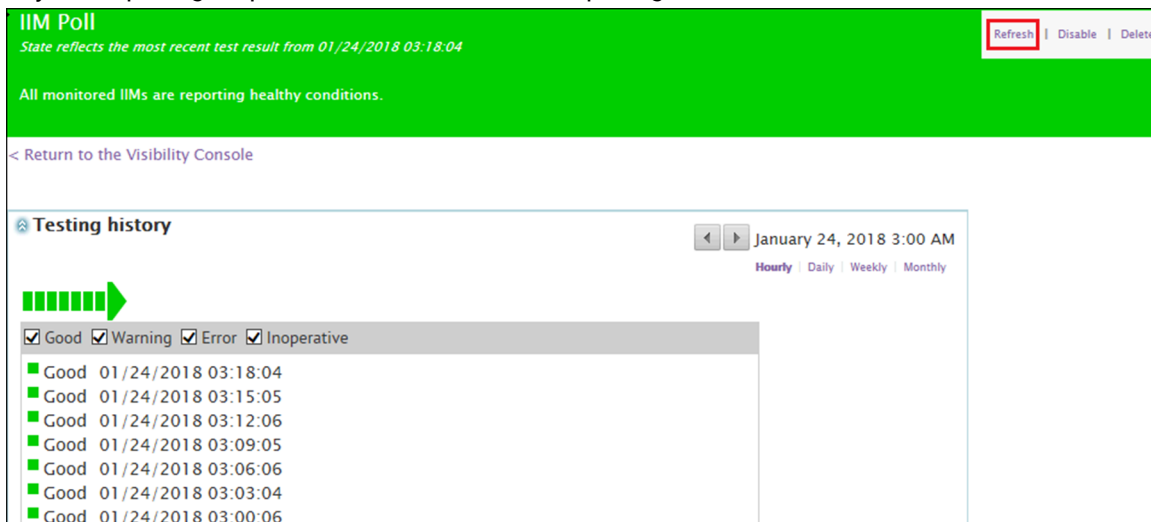 IIM Poll
State reflects the most recent test result from 01/24/2018 03:18:04
Refresh | Disable | Delete
All monitored IIMs are reporting healthy conditions.
< Return to the Visibility Console
Testing history
January 24, 2018 3:00 AM
Hourly | Daily | Weekly | Monthly
Good Warning Error Inoperative
Good 01/24/2018 03:18:04
Good 01/24/2018 03:15:05
Good 01/24/2018 03:12:06
Good 01/24/2018 03:09:05
Good 01/24/2018 03:06:06
Good 01/24/2018 03:03:04
Good 01/24/2018 03:00:06